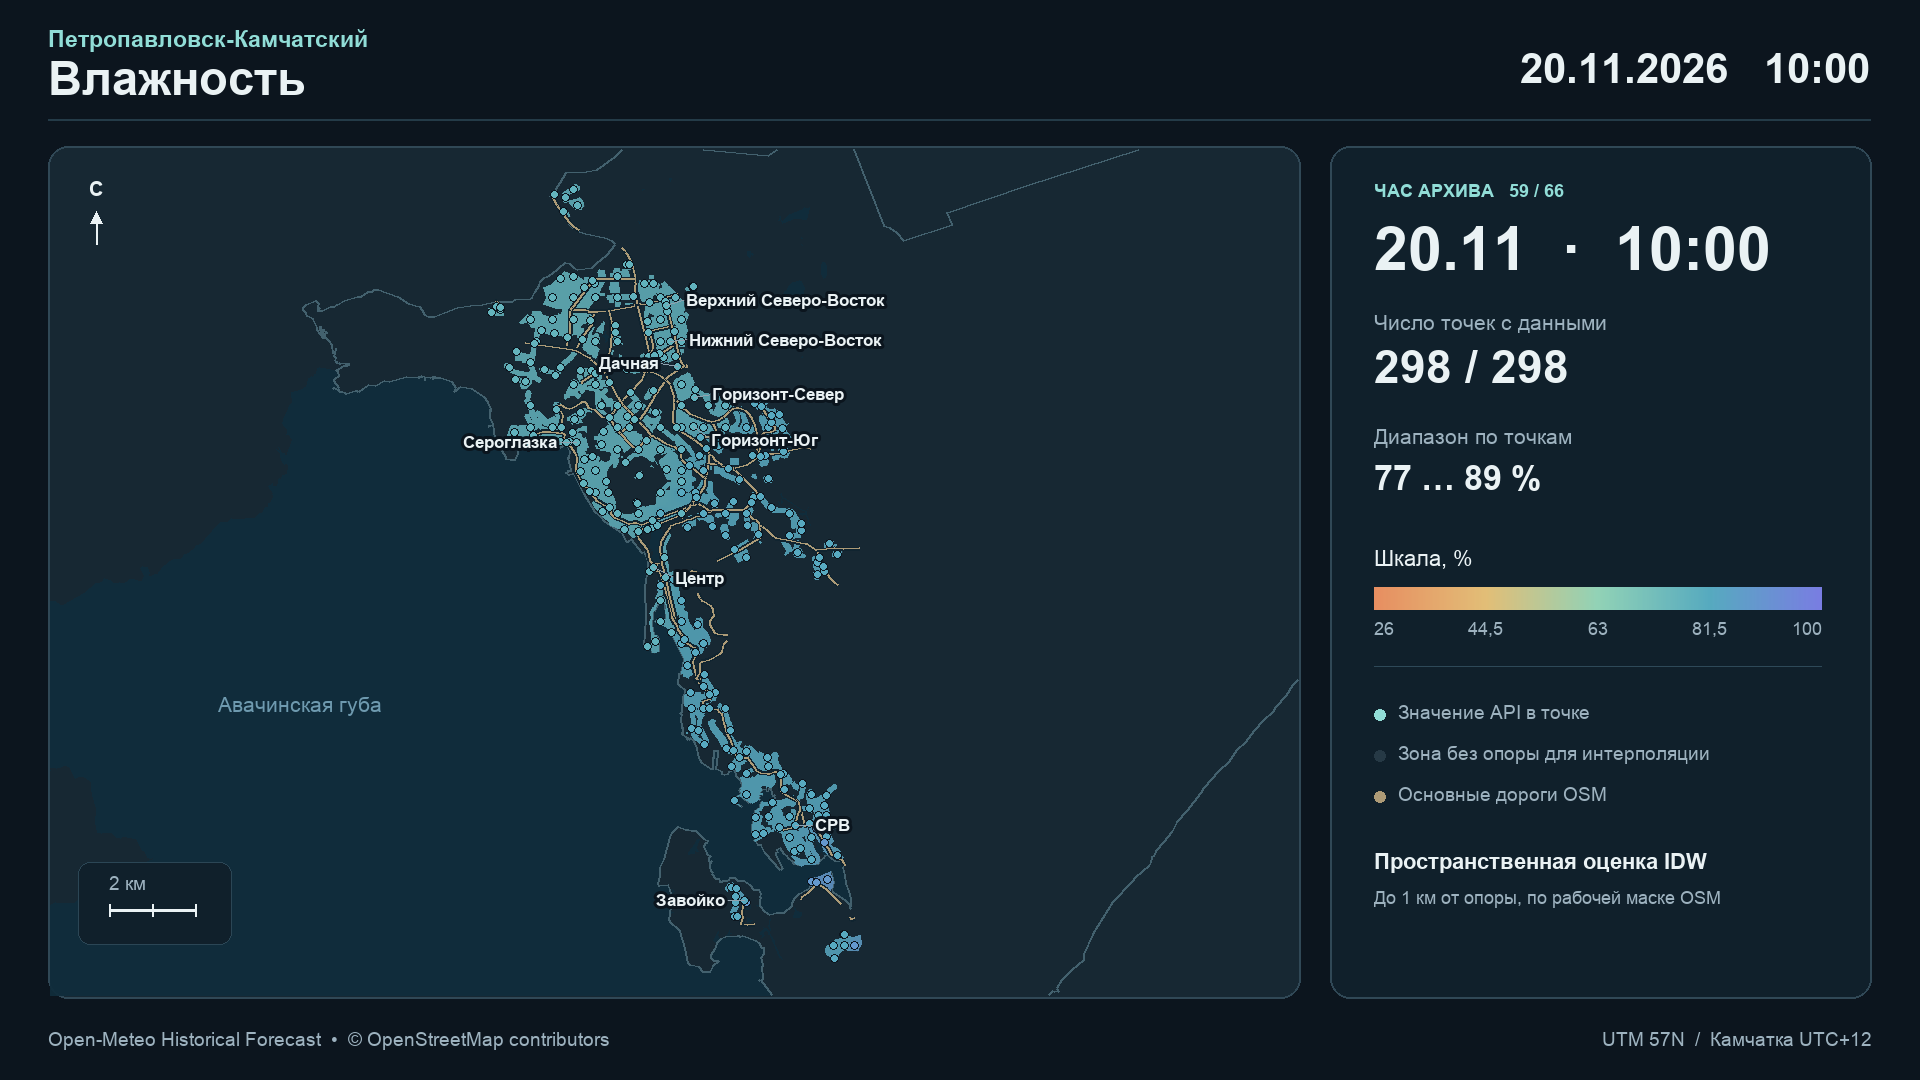 Петропавловск-Камчатский
Влажность
20.11.2026 10:00
С
Верхний Северо-Восток
Нижний Северо-Восток
Дачная
Горизонт-Север
Горизонт-Юг
Сероглазка
Центр
Авачинская губа
СРВ
Завойко
2 км
ЧАС АРХИВА 59 / 66
20.11 · 10:00
Число точек с данными
298 / 298
Диапазон по точкам
77 … 89 %
Шкала, %
26 44,5 63 81,5 100
Значение API в точке
Зона без опоры для интерполяции
Основные дороги OSM
Пространственная оценка IDW
До 1 км от опоры, по рабочей маске OSM
Open-Meteo Historical Forecast • © OpenStreetMap contributors
UTM 57N / Камчатка UTC+12